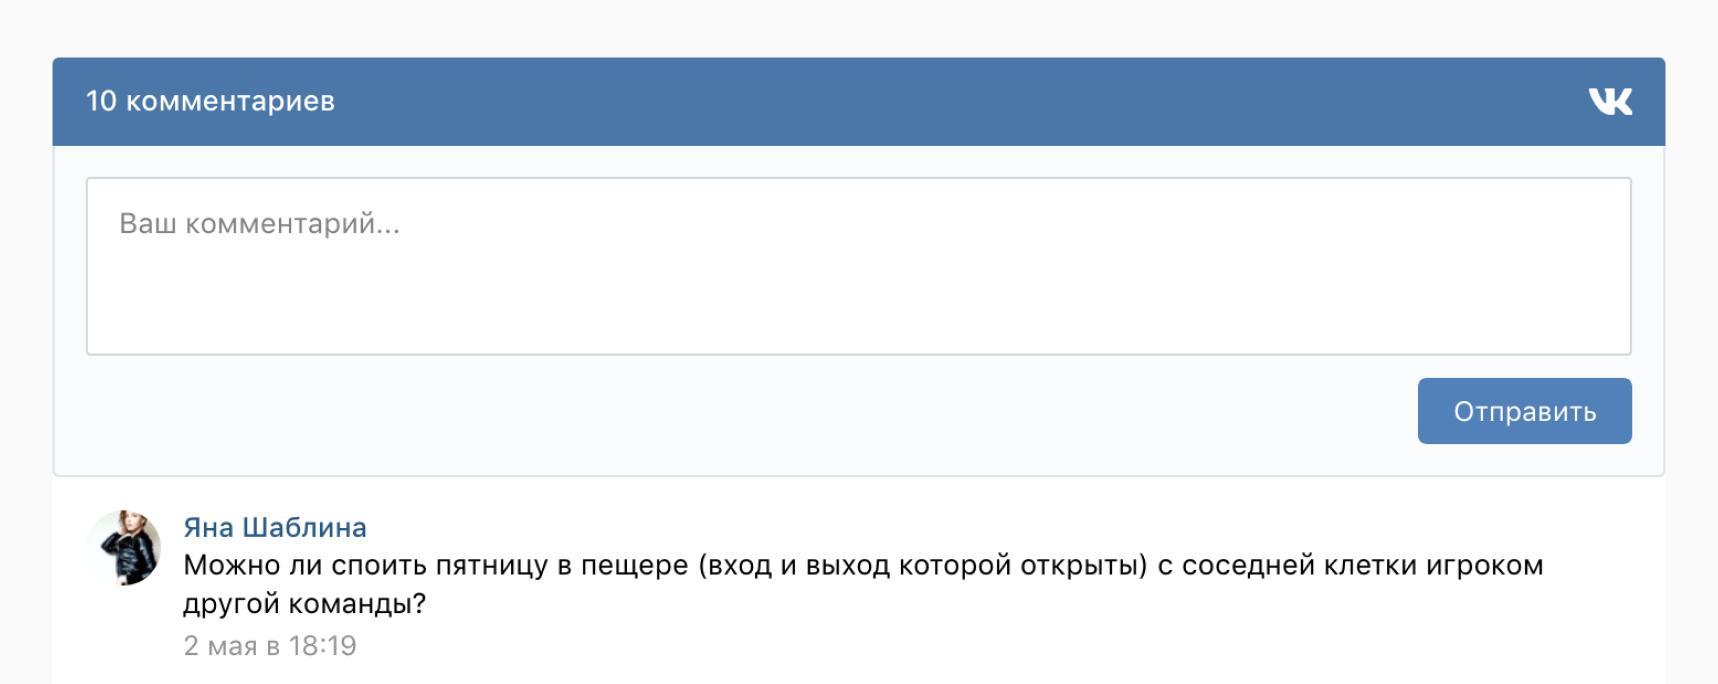 10 комментариев
Ваш комментарий...
Отправить
Яна Шаблина
Можно ли споить пятницу в пещере (вход и выход которой открыты) с соседней клетки игроком
другой команды?
2 мая в 18:19